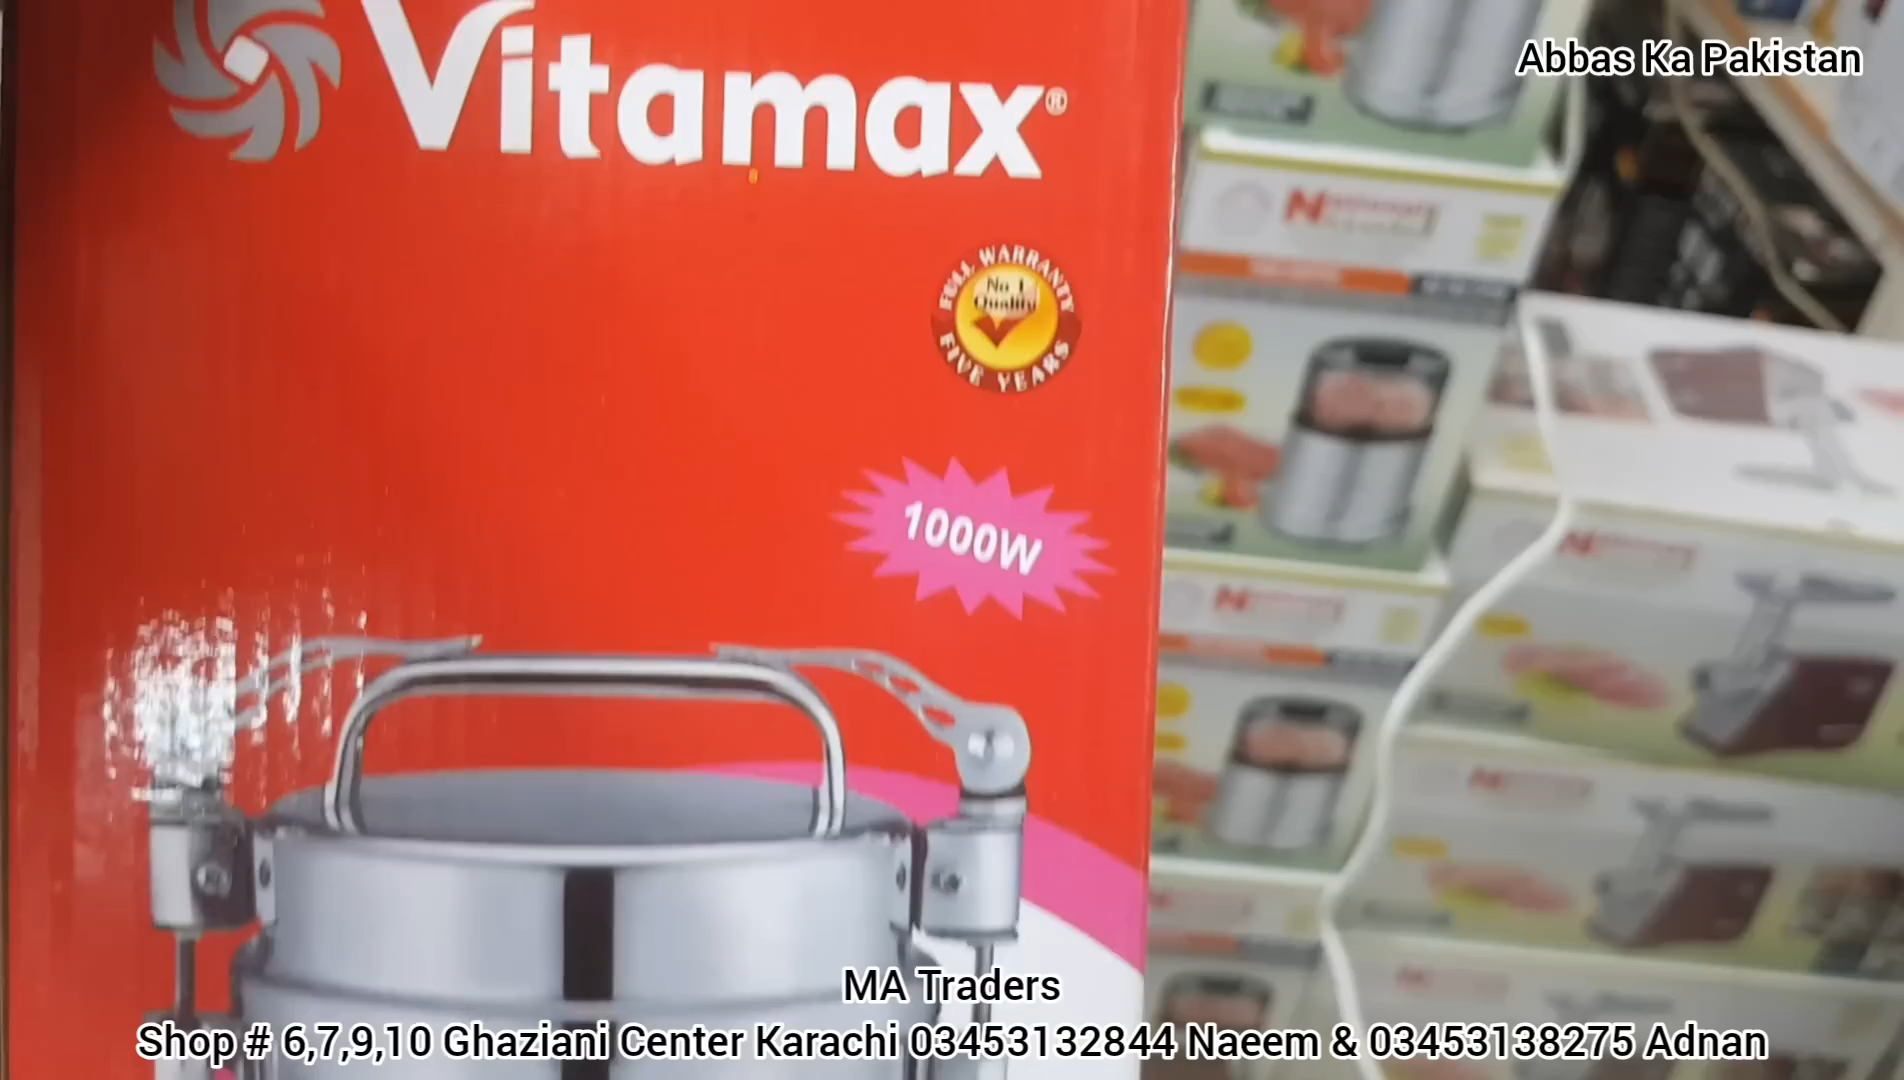 Vitamax®
Abbas Ka Pakistan
FULL WARRANTY
No 1
Quality
FIVE YEARS
1000W
MA Traders
Shop # 6,7,9,10 Ghaziani Center Karachi 03453132844 Naeem & 03453138275 Adnan